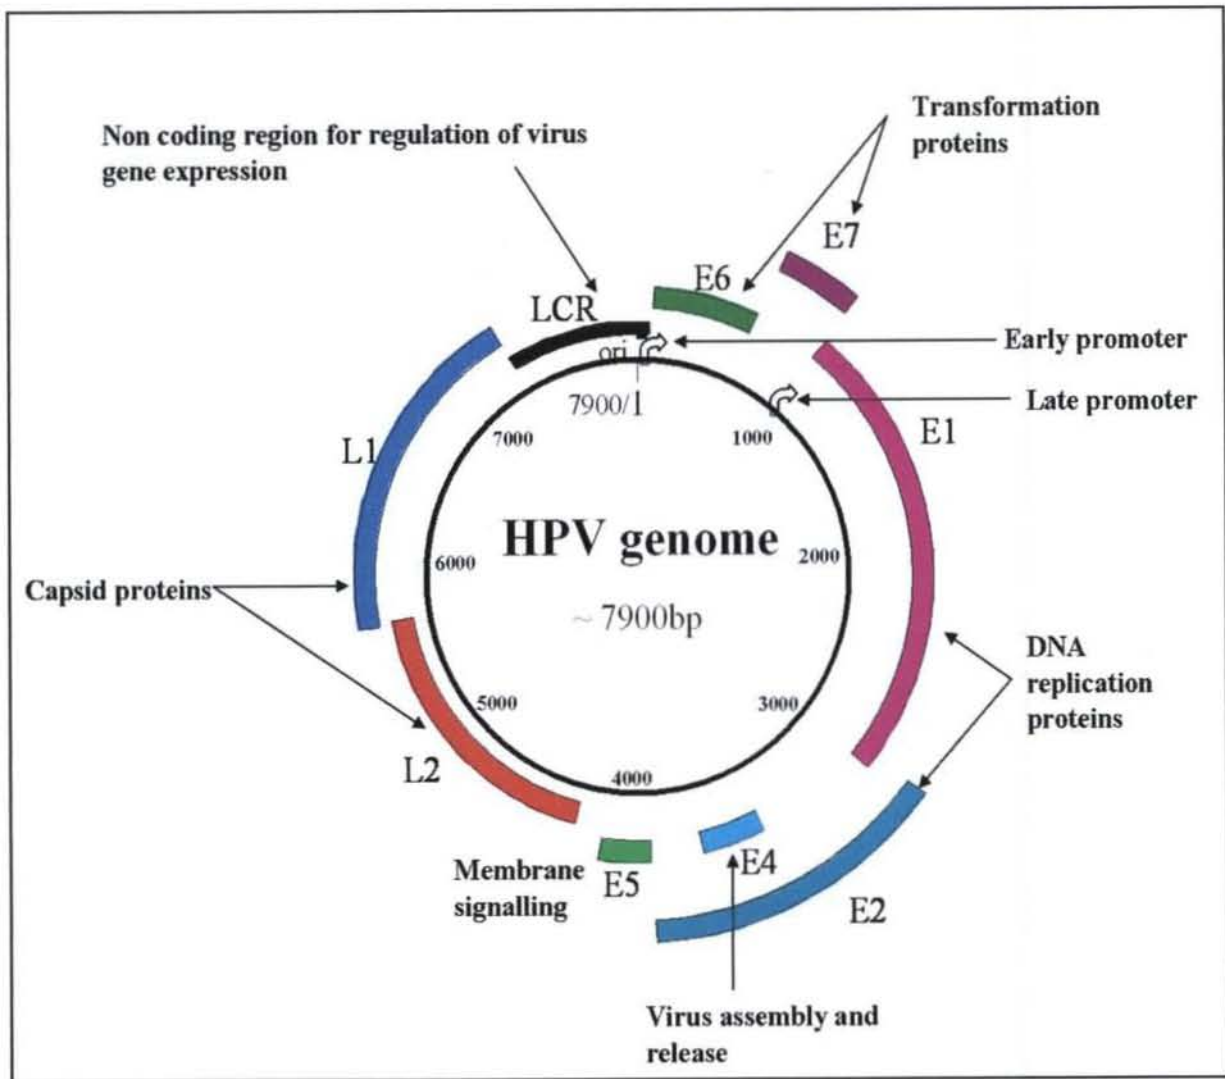 Transformation
proteins
Non coding region for regulation of virus
gene expression
E7
E6
LCR
ori
Early promoter
7900/1
Late promoter
7000
1000
E1
L1
HPV genome
6000
2000
Capsid proteins
~ 7900bp
DNA
replication
proteins
5000
3000
L2
4000
Membrane
signalling
E5
E4
E2
Virus assembly and
release